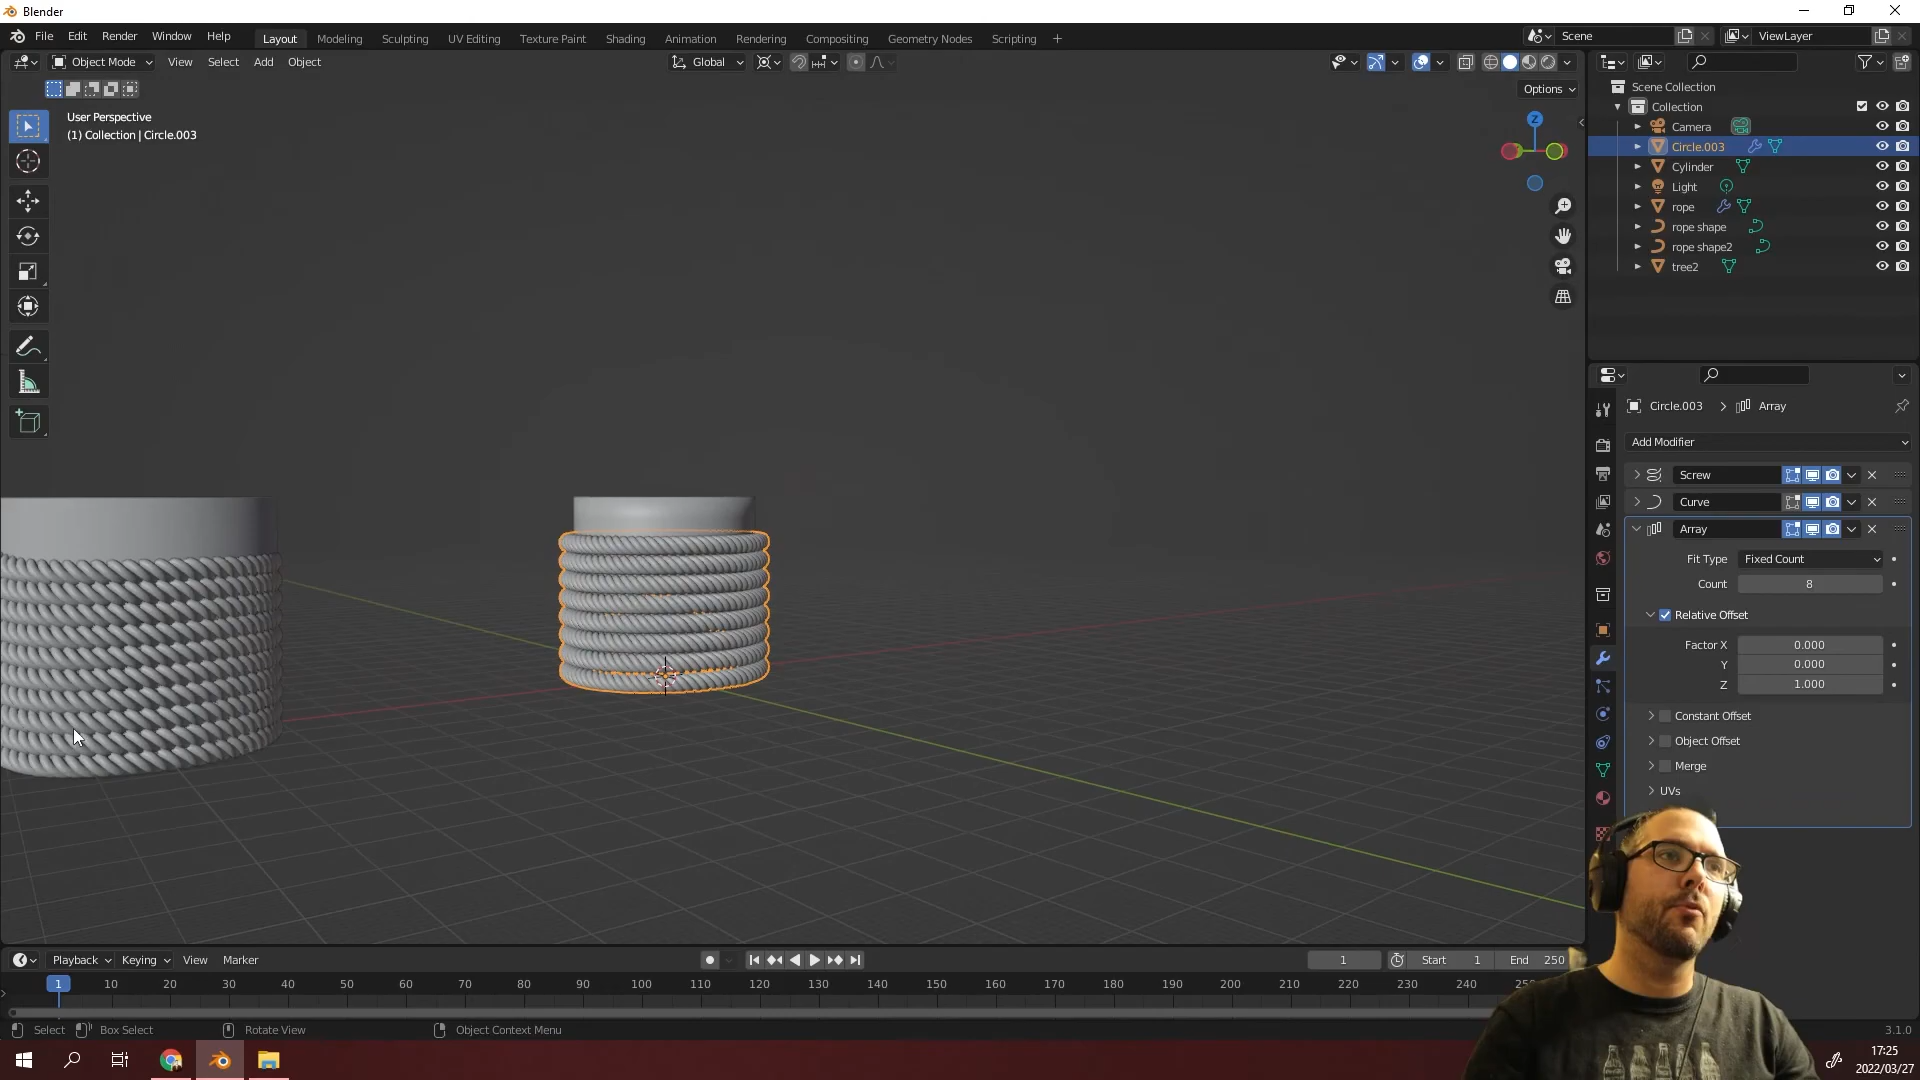 Blender
File Edit Render Window Help
Layout Modeling Sculpting UV Editing Texture Paint Shading Animation Rendering Compositing Geometry Nodes Scripting +
Scene
ViewLayer
Object Mode View Select Add Object
Global
Options
User Perspective
(1) Collection | Circle.003
Z
Scene Collection
Collection
Camera
Circle.003
Cylinder
Light
rope
rope shape
rope shape2
tree2
Circle.003 > Array
Add Modifier
Screw
Curve
Array
Fit Type Fixed Count
Count 8
Relative Offset
Factor X 0.000
Y 0.000
Z 1.000
Constant Offset
Object Offset
Merge
UVs
Playback Keying View Marker
1 Start 1 End 250
1 10 20 30 40 50 60 70 80 90 100 110 120 130 140 150 160 170 180 190 200 210 220 230 240
Select Box Select Rotate View Object Context Menu
3.1.0
17:25
2022/03/27